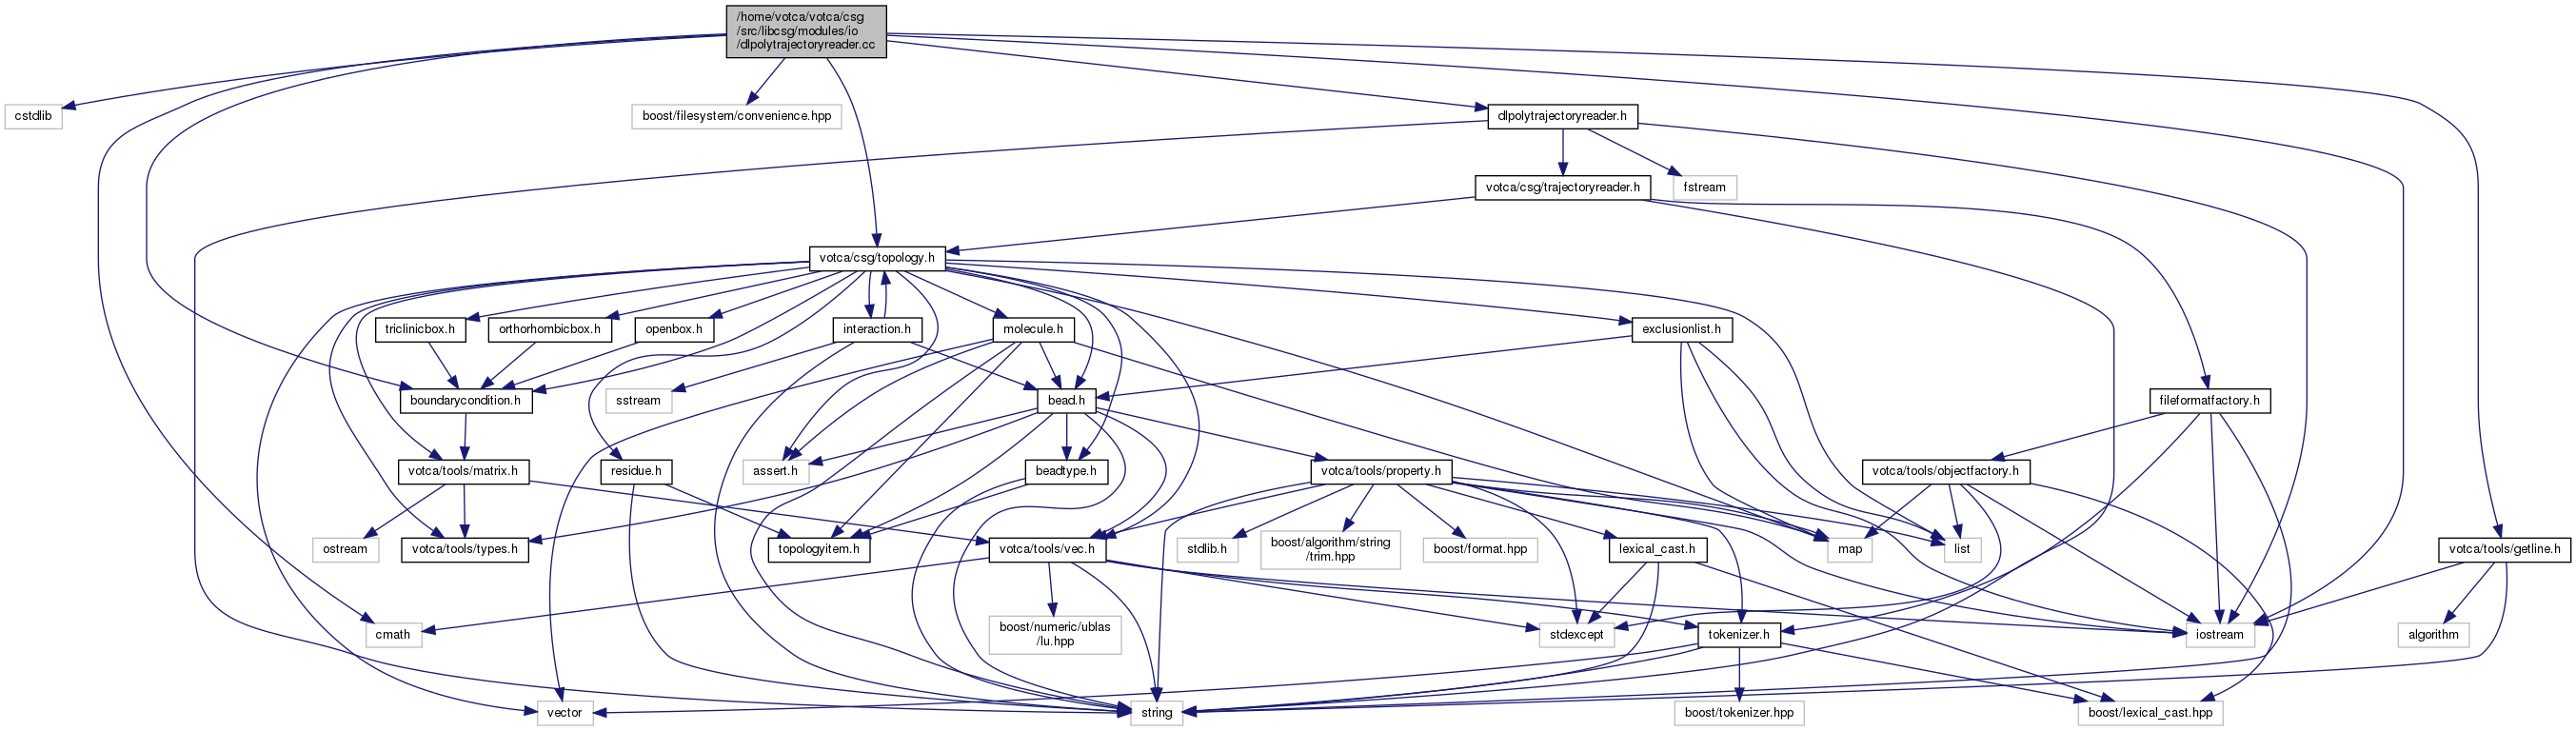 /home/votca/votca/csg
/src/libcsg/modules/io
/dlpolytrajectoryreader.cc
cstdlib
boost/filesystem/convenience.hpp
dlpolytrajectoryreader.h
votca/csg/trajectoryreader.h
fstream
votca/csg/topology.h
triclinicbox.h
orthorhombicbox.h
openbox.h
interaction.h
molecule.h
exclusionlist.h
boundarycondition.h
sstream
bead.h
fileformatfactory.h
votca/tools/matrix.h
residue.h
assert.h
beadtype.h
votca/tools/property.h
votca/tools/objectfactory.h
ostream
votca/tools/types.h
topologyitem.h
votca/tools/vec.h
stdlib.h
boost/algorithm/string
/trim.hpp
boost/format.hpp
lexical_cast.h
map
list
votca/tools/getline.h
cmath
boost/numeric/ublas
/lu.hpp
stdexcept
tokenizer.h
iostream
algorithm
vector
string
boost/tokenizer.hpp
boost/lexical_cast.hpp